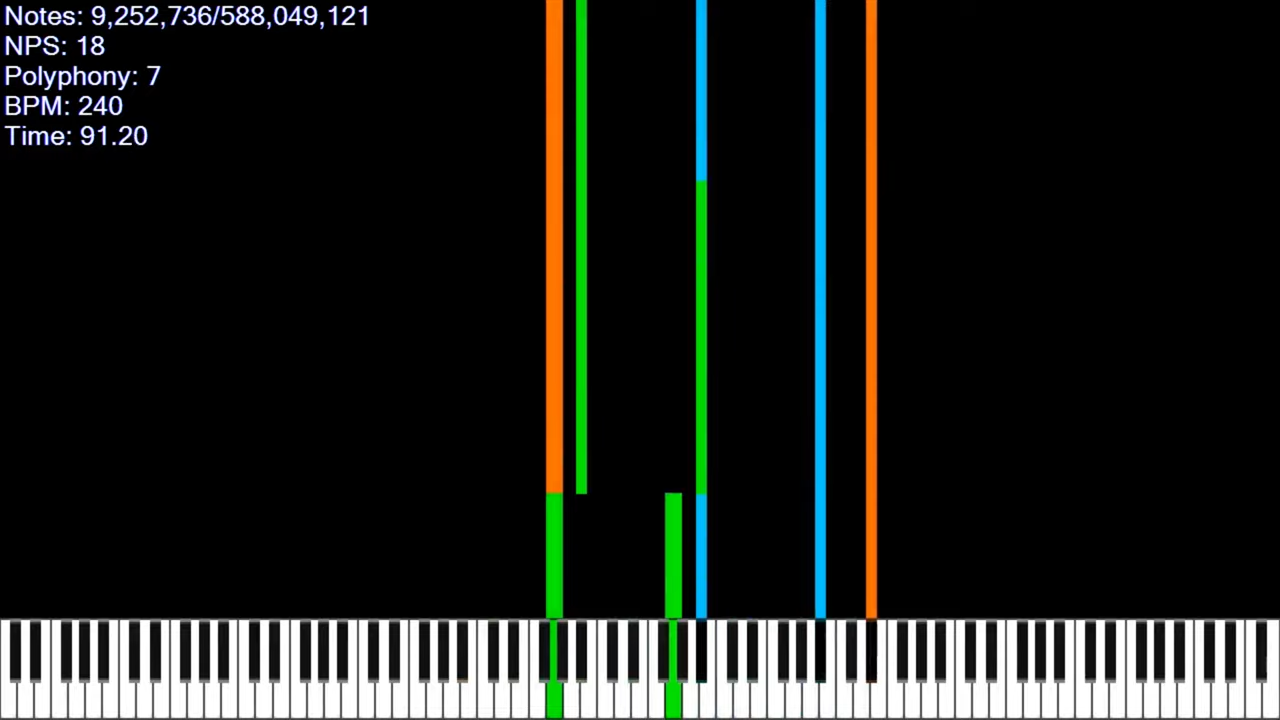 Notes: 9,252,736/588,049,121
NPS: 18
Polyphony: 7
BPM: 240
Time: 91.20